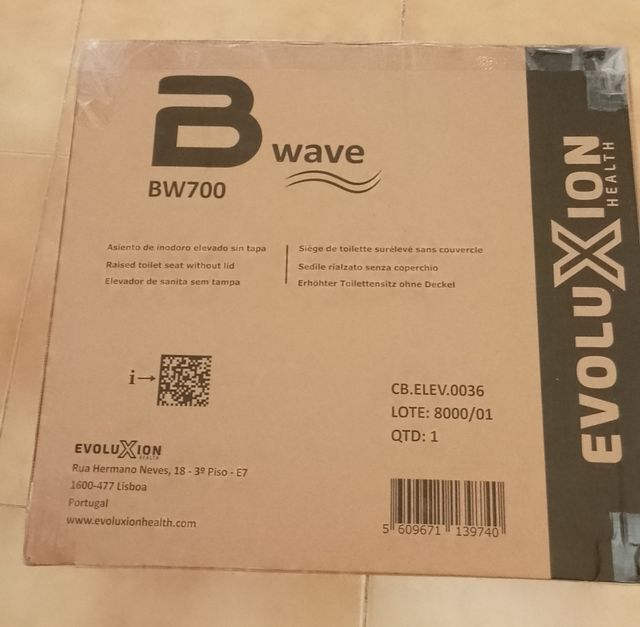 B wave
BW700
Asiento de inodoro elevado sin tapa
Raised toilet seat without lid
Elevador de sanita sem tampa
Siège de toilette surélevé sans couvercle
Sedile rialzato senza coperchio
Erhöhter Toilettensitz ohne Deckel
i→
CB.ELEV.0036
LOTE: 8000/01
QTD: 1
EVOLUXION
HEALTH
Rua Hermano Neves, 18 - 3º Piso - E7
1600-477 Lisboa
Portugal
www.evoluxionhealth.com
5 609671 139740
EVOLUXION
HEALTH